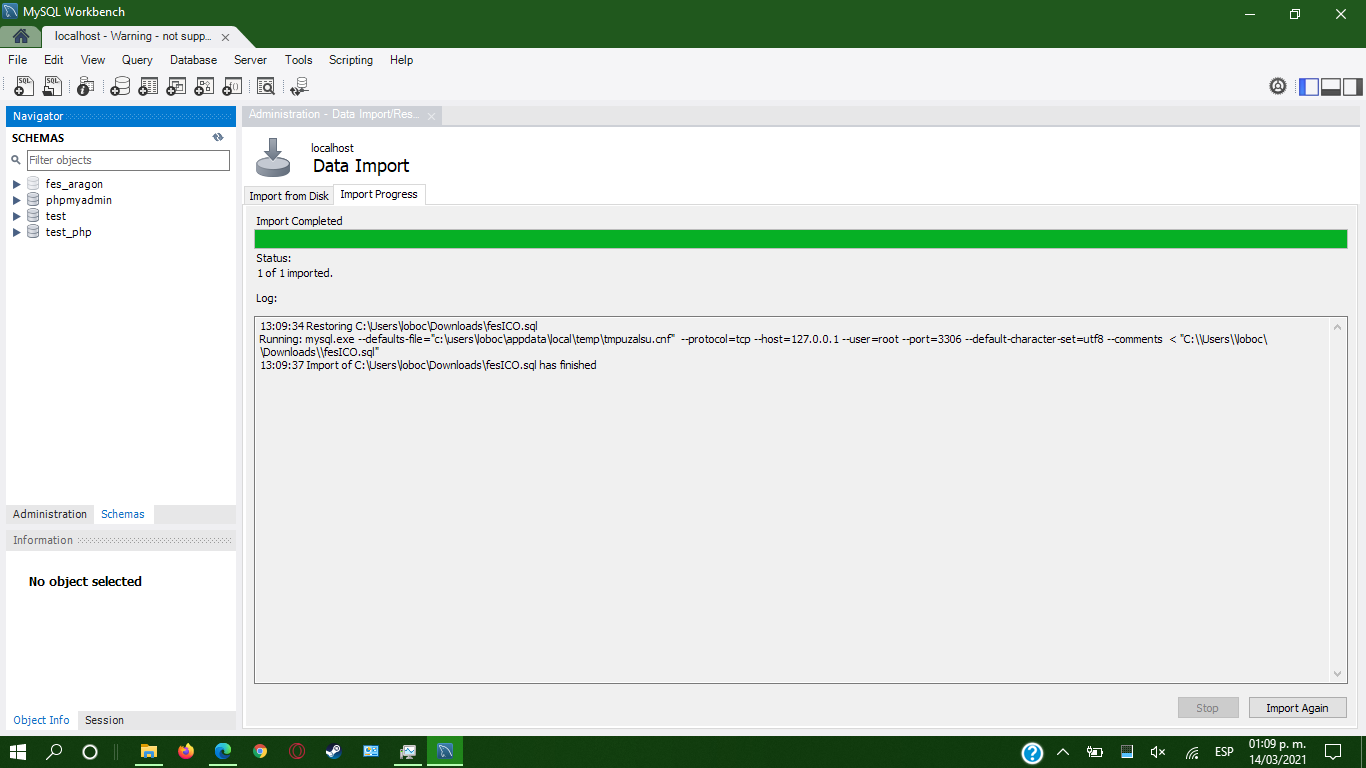 MySQL Workbench
localhost - Warning - not supp...
File Edit View Query Database Server Tools Scripting Help
SQL SQL
Navigator
SCHEMAS
Filter objects
fes_aragon
phpmyadmin
test
test_php
Administration Schemas
Information
No object selected
Object Info Session
Administration - Data Import/Res...
localhost
Data Import
Import from Disk Import Progress
Import Completed
Status:
1 of 1 imported.
Log:
13:09:34 Restoring C:\Users\loboc\Downloads\fesICO.sql
Running: mysql.exe --defaults-file="c:\users\loboc\appdata\local\temp\tmpuzalsu.cnf" --protocol=tcp --host=127.0.0.1 --user=root --port=3306 --default-character-set=utf8 --comments < "C:\\Users\\loboc\
\Downloads\\fesICO.sql"
13:09:37 Import of C:\Users\loboc\Downloads\fesICO.sql has finished
Stop Import Again
ESP
01:09 p. m.
14/03/2021